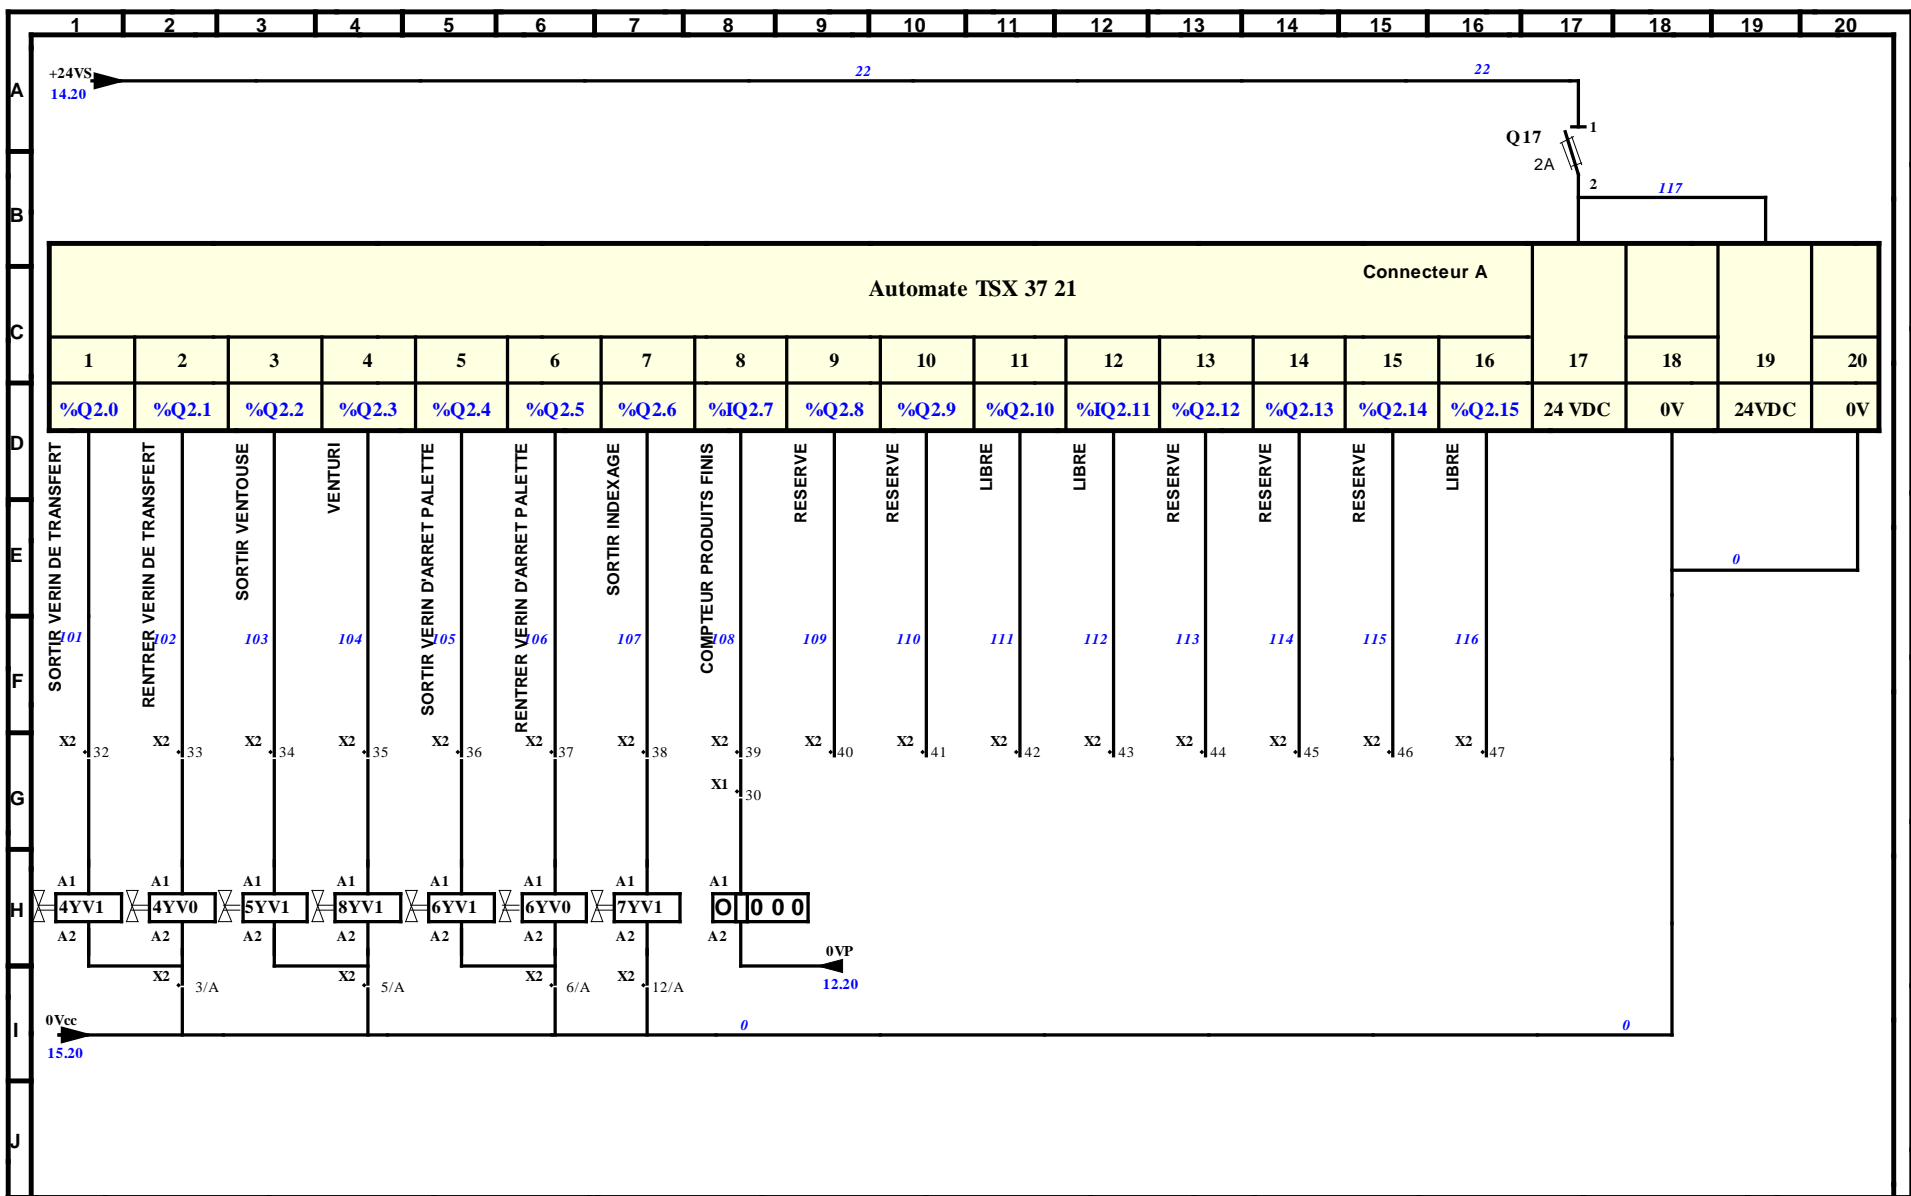 1 2 3 4 5 6 7 8 9 10 11 12 13 14 15 16 17 18 19 20
A
+24VS
14.20
22
22
Q17
1
2A
2
117
B
Automate TSX 37 21
Connecteur A
C
1 2 3 4 5 6 7 8 9 10 11 12 13 14 15 16 17 18 19 20
%Q2.0 %Q2.1 %Q2.2 %Q2.3 %Q2.4 %Q2.5 %Q2.6 %IQ2.7 %Q2.8 %Q2.9 %Q2.10 %IQ2.11 %Q2.12 %Q2.13 %Q2.14 %Q2.15 24 VDC 0V 24VDC 0V
D
SORTIR VERIN DE TRANSFERT
RENTRER VERIN DE TRANSFERT
SORTIR VENTOUSE
VENTURI
SORTIR VERIN D'ARRET PALETTE
RENTRER VERIN D'ARRET PALETTE
SORTIR INDEXAGE
COMPTEUR PRODUITS FINIS
RESERVE
RESERVE
LIBRE
LIBRE
RESERVE
RESERVE
RESERVE
LIBRE
E
0
101 102 103 104 105 106 107 108 109 110 111 112 113 114 115 116
F
X2 32 X2 33 X2 34 X2 35 X2 36 X2 37 X2 38 X2 39 X2 40 X2 41 X2 42 X2 43 X2 44 X2 45 X2 46 X2 47
X1 30
G
A1 A1 A1 A1 A1 A1 A1 A1
H
4YV1 4YV0 5YV1 8YV1 6YV1 6YV0 7YV1 O 0 0 0
A2 A2 A2 A2 A2 A2 A2 A2
0VP
12.20
X2 3/A X2 5/A X2 6/A X2 12/A
I
0Vcc
15.20
0
0
J